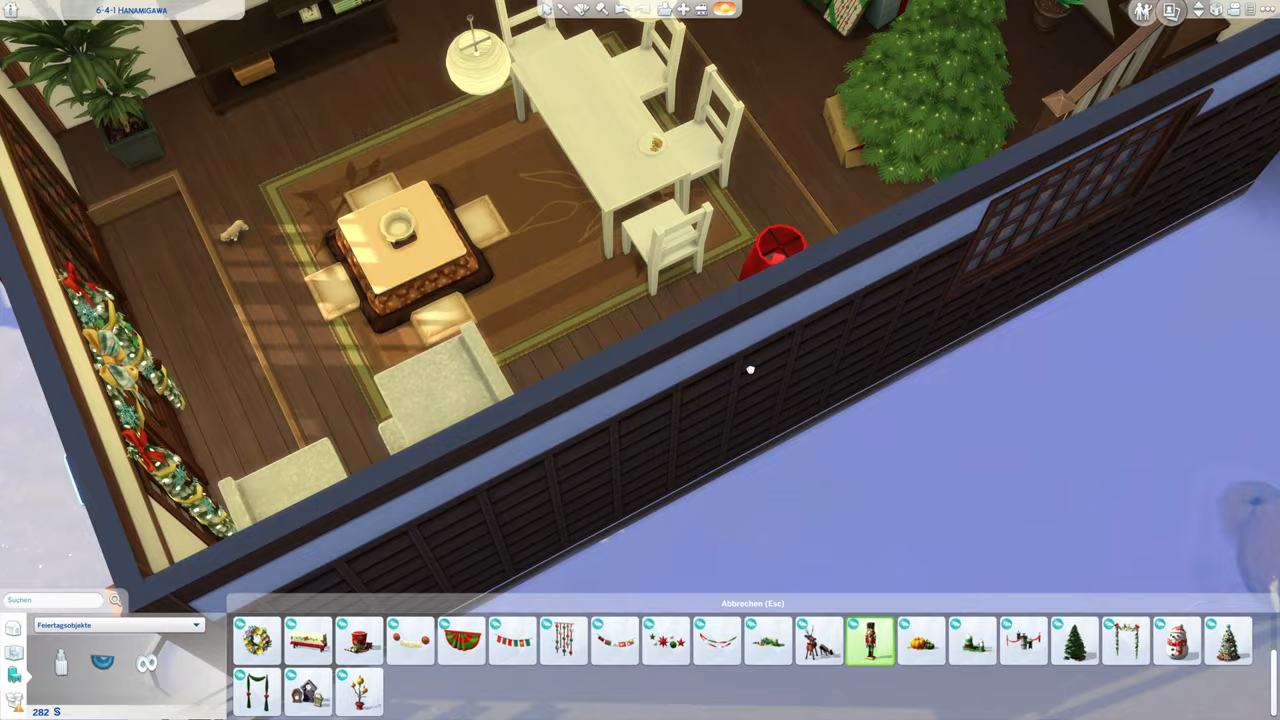 6-4-1 HANAMIGAWA
Abbrechen (Esc)
Suchen
Feiertagsobjekte
282 $